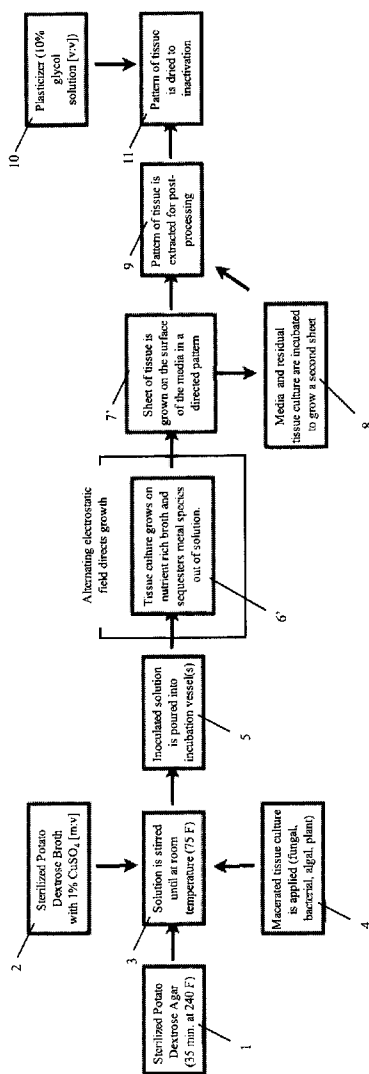 1
Sterilized Potato
Dextrose Agar
(35 min. at 240 F)
2
Sterilized Potato
Dextrose Broth
with 1% CuSO₄ [m:v]
3
Solution is stirred
until at room
temperature (75 F)
4
Macerated tissue culture
is applied (fungal,
bacterial, algal, plant)
5
Inoculated solution
is poured into
incubation vessel(s)
Alternating electrostatic
field directs growth
6'
Tissue culture grows on
nutrient rich broth and
sequesters metal species
out of solution.
7'
Sheet of tissue is
grown on the surface
of the media in a
directed pattern
8
Media and residual
tissue culture are incubated
to grow a second sheet
9
Pattern of tissue is
extracted for post-
processing
10
Plasticizer (10%
glycol
solution [v:v])
11
Pattern of tissue
is dried to
inactivation